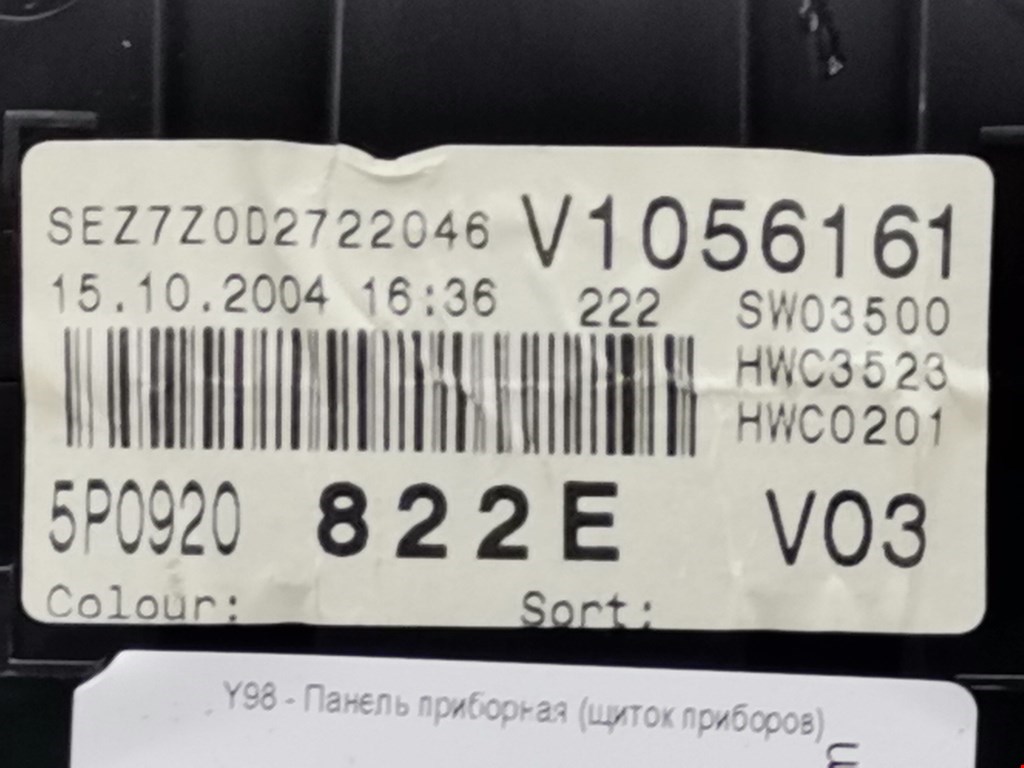 SEZ7Z0D2722046 V1056161
15.10.2004 16:36 222 SW03500
HWC3523
HWC0201
5P0920 822E V03
Colour: Sort:
Y98 - Панель приборная (щиток приборов)